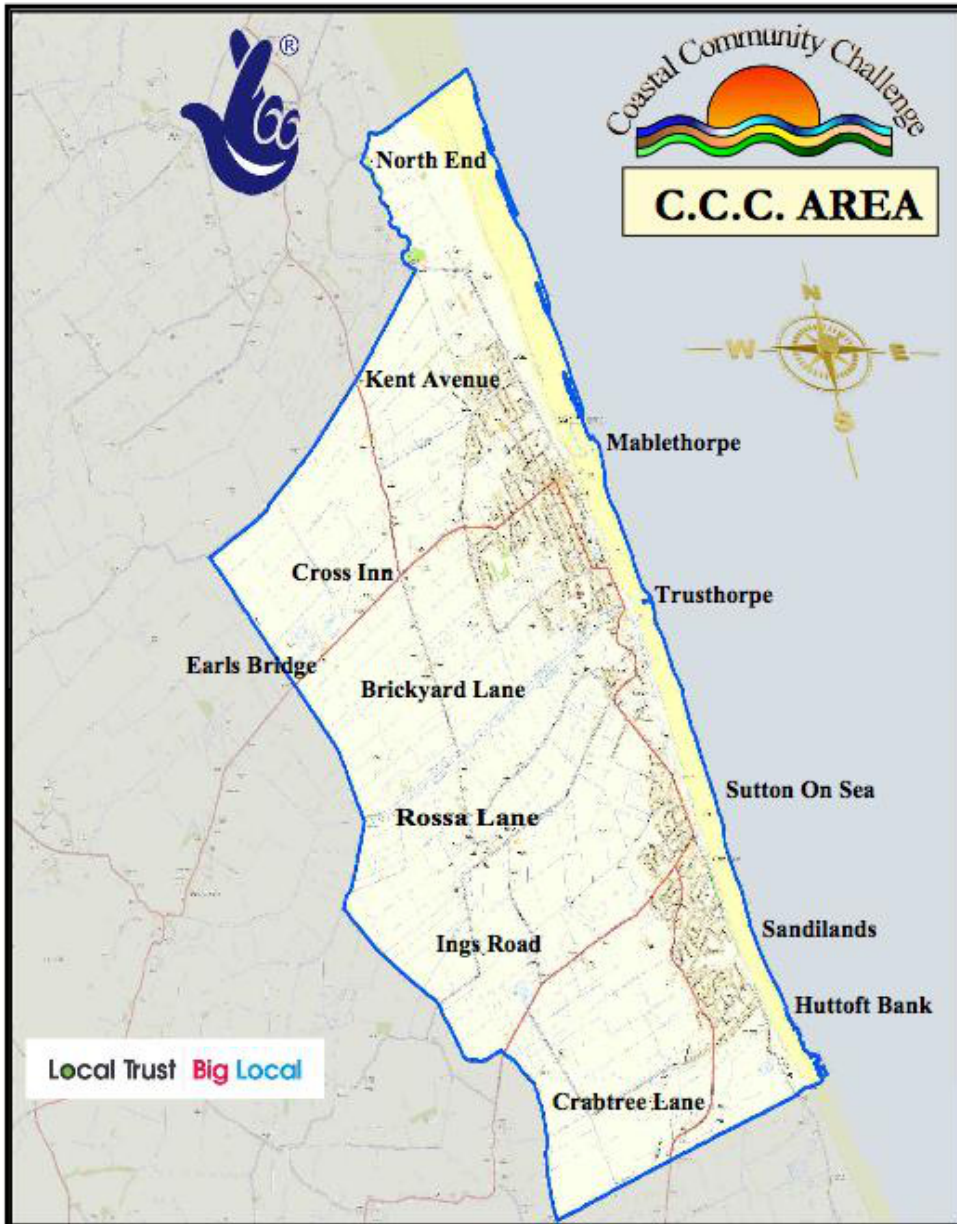 ®
Coastal Community Challenge
C.C.C. AREA
North End
N
W
E
S
Kent Avenue
Mablethorpe
Cross Inn
Trusthorpe
Earls Bridge
Brickyard Lane
Sutton On Sea
Rossa Lane
Sandilands
Ings Road
Huttoft Bank
Local Trust Big Local
Crabtree Lane